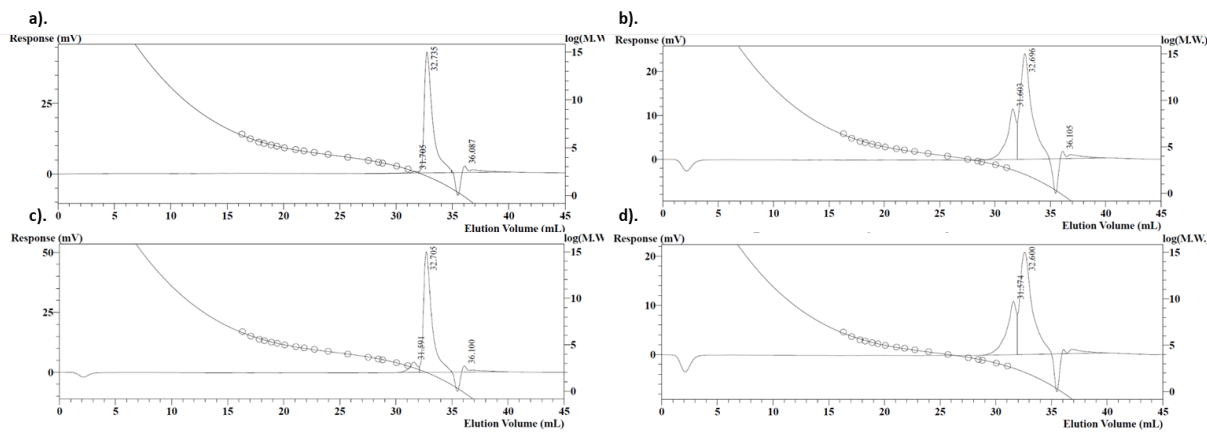 a).
Response (mV)
log(M.W.)
25
0
15
10
5
0
31.705
32.735
36.087
0 5 10 15 20 25 30 35 40 45
Elution Volume (mL)
b).
Response (mV)
log(M.W.)
20
10
0
15
10
5
0
31.603
32.696
36.105
0 5 10 15 20 25 30 35 40 45
Elution Volume (mL)
c).
Response (mV)
log(M.W.
50
25
0
15
10
5
0
31.591
32.705
36.100
0 5 10 15 20 25 30 35 40 45
Elution Volume (mL)
d).
Response (mV)
log(M.W.)
20
10
0
15
10
5
0
31.574
32.600
0 5 10 15 20 25 30 35 40 45
Elution Volume (mL)